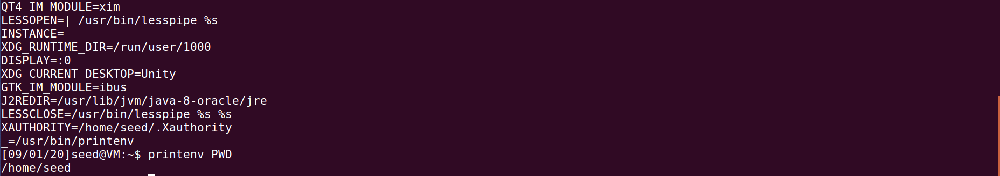 QT4_IM_MODULE=xim
LESSOPEN=| /usr/bin/lesspipe %s
INSTANCE=
XDG_RUNTIME_DIR=/run/user/1000
DISPLAY=:0
XDG_CURRENT_DESKTOP=Unity
GTK_IM_MODULE=ibus
J2REDIR=/usr/lib/jvm/java-8-oracle/jre
LESSCLOSE=/usr/bin/lesspipe %s %s
XAUTHORITY=/home/seed/.Xauthority
_=/usr/bin/printenv
[09/01/20]seed@VM:~$ printenv PWD
/home/seed